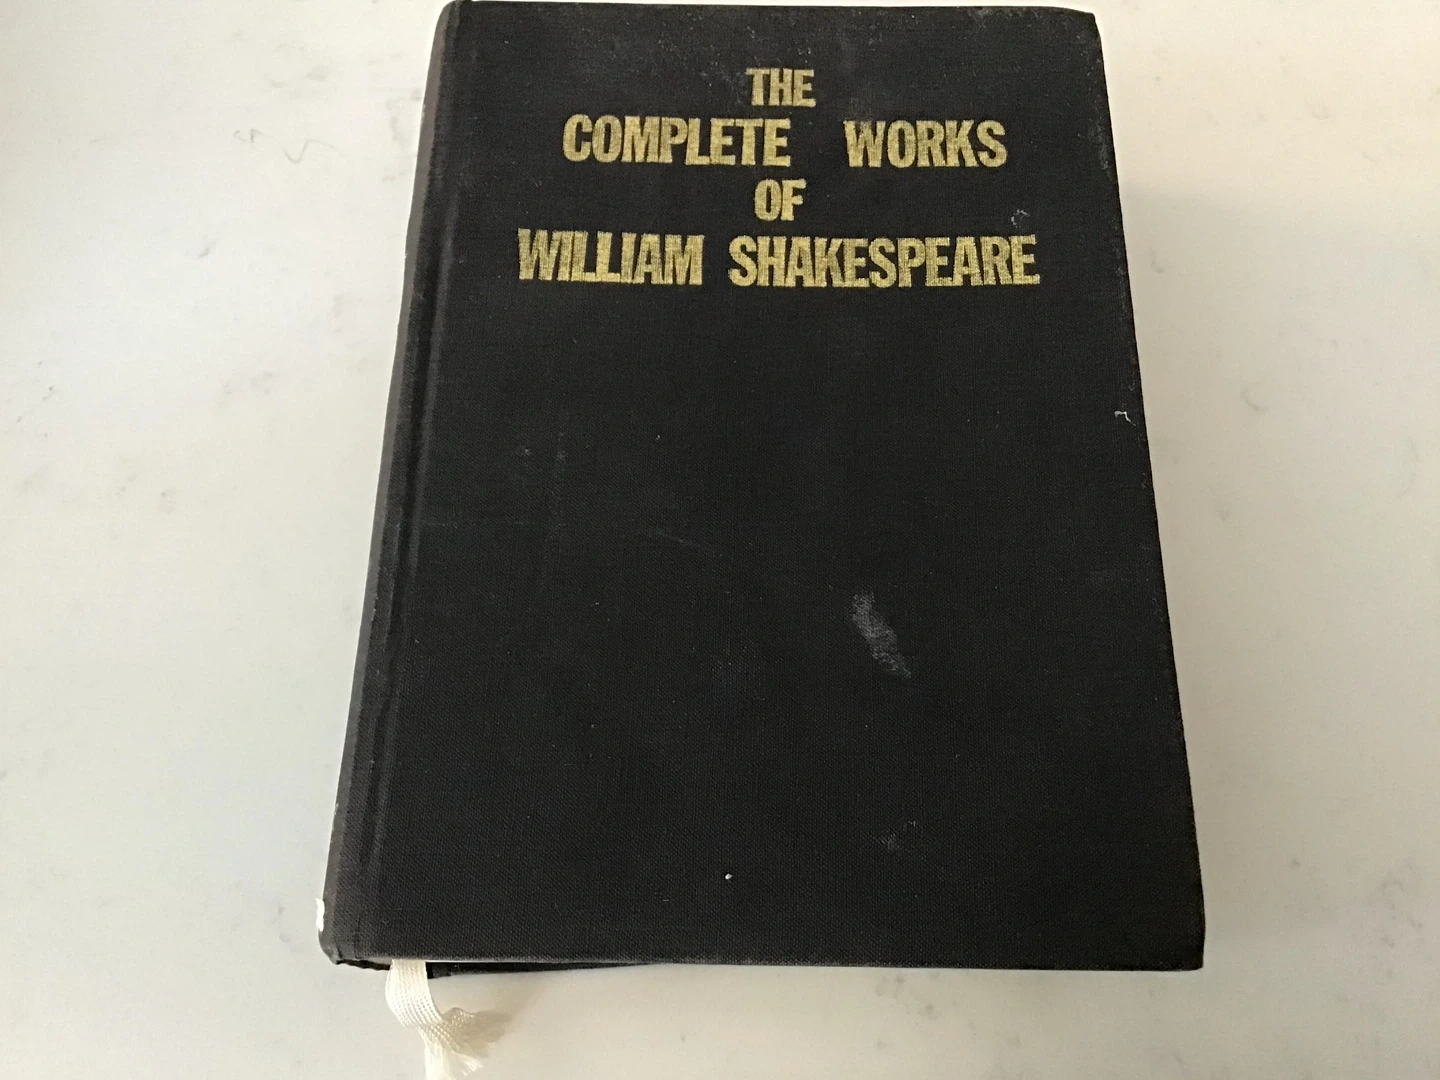 THE
COMPLETE WORKS
OF
WILLIAM SHAKESPEARE